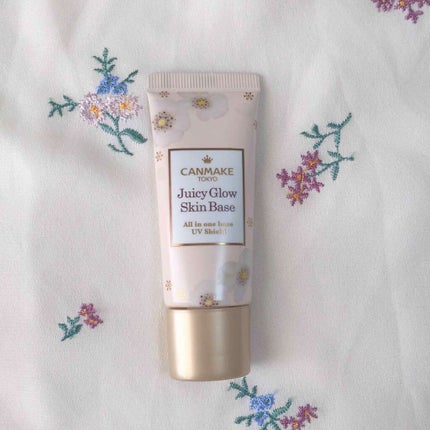 CANMAKE
TOKYO
Juicy Glow
Skin Base
All in one base
UV Shield